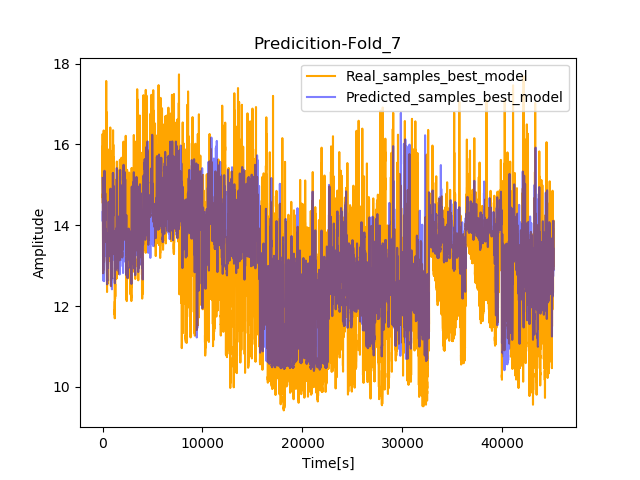 Predicition-Fold_7
Real_samples_best_model
Predicted_samples_best_model
18
16
14
12
10
Amplitude
0
10000
20000
30000
40000
Time[s]